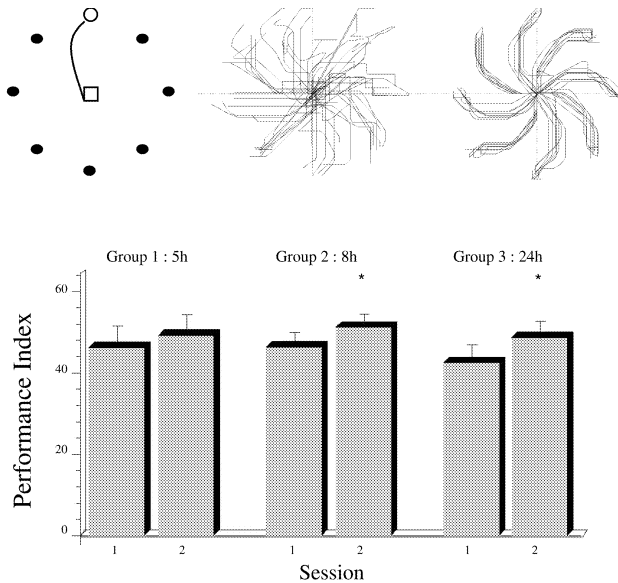 Group 1 : 5h Group 2 : 8h Group 3 : 24h
* *
60
40
20
0
Performance Index
1 2 1 2 1 2
Session